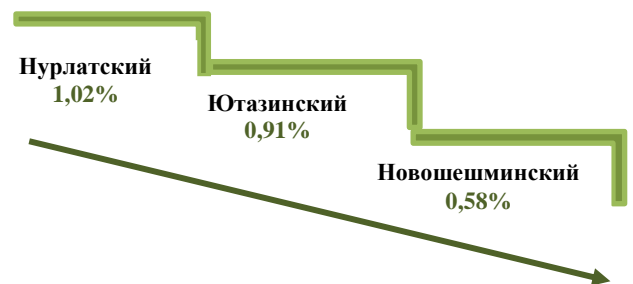 Нурлатский
1,02%
Ютазинский
0,91%
Новошешминский
0,58%